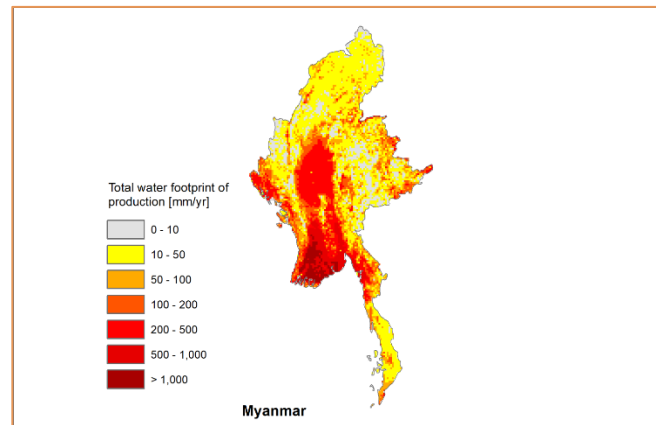 Total water footprint of
production [mm/yr]
0 - 10
10 - 50
50 - 100
100 - 200
200 - 500
500 - 1,000
> 1,000
Myanmar